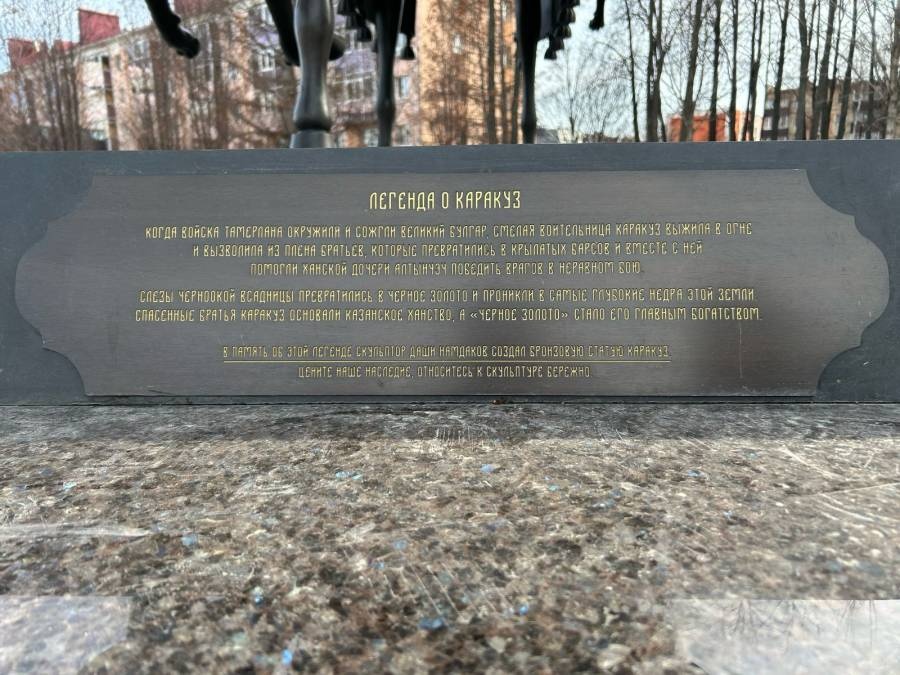 ЛЕГЕНДА О КАРАКУЗ
КОГДА ВОЙСКА ТАМЕРЛАНА ОКРУЖИЛИ И СОЖГЛИ ВЕЛИКИЙ БУЛГАР, СМЕЛАЯ ВОИТЕЛЬНИЦА КАРАКУЗ ВЫЖИЛА В ОГНЕ
И ВЫЗВОЛИЛА ИЗ ПЛЕНА БРАТЬЕВ, КОТОРЫЕ ПРЕВРАТИЛИСЬ В КРЫЛАТЫХ БАРСОВ И ВМЕСТЕ С НЕЙ
ПОМОГЛИ ХАНСКОЙ ДОЧЕРИ АЛТЫНЧЭЧ ПОБЕДИТЬ ВРАГОВ В НЕРАВНОМ БОЮ.
СЛЕЗЫ ЧЕРНООКОЙ ВСАДНИЦЫ ПРЕВРАТИЛИСЬ В ЧЕРНОЕ ЗОЛОТО И ПРОНИКЛИ В САМЫЕ ГЛУБОКИЕ НЕДРА ЭТОЙ ЗЕМЛИ.
СПАСЕННЫЕ БРАТЬЯ КАРАКУЗ ОСНОВАЛИ КАЗАНСКОЕ ХАНСТВО, А «ЧЕРНОЕ ЗОЛОТО» СТАЛО ЕГО ГЛАВНЫМ БОГАТСТВОМ.
В ПАМЯТЬ ОБ ЭТОЙ ЛЕГЕНДЕ СКУЛЬПТОР ДАШИ НАМДАКОВ СОЗДАЛ БРОНЗОВУЮ СТАТУЮ КАРАКУЗ.
ЦЕНИТЕ НАШЕ НАСЛЕДИЕ, ОТНОСИТЕСЬ К СКУЛЬПТУРЕ БЕРЕЖНО.